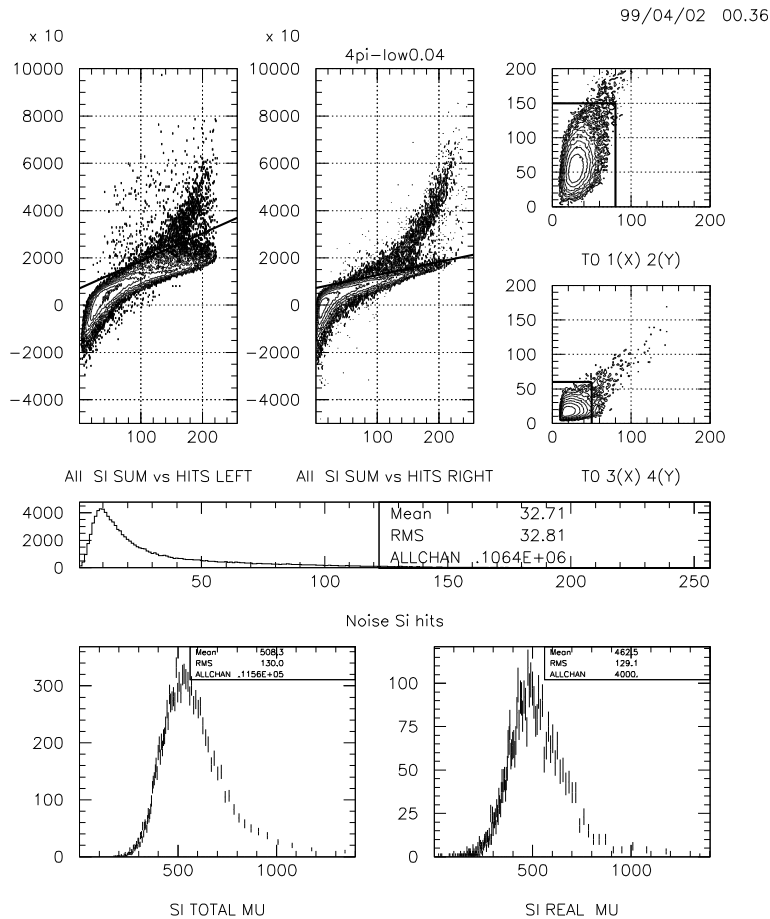 99/04/02 00.36
x 10 x 10
4pi-low0.04
10000 10000 200
8000 8000 150
6000 6000 100
50
4000 4000 0
0 100 200
2000 2000 TO 1(X) 2(Y)
200
0 0 150
−2000 −2000 100
50
−4000 −4000 0
100 200 100 200 0 100 200
All SI SUM vs HITS LEFT All SI SUM vs HITS RIGHT TO 3(X) 4(Y)
4000 Mean 32.71
2000 RMS 32.81
0 ALLCHAN .1064E+06
50 100 150 200 250
Noise Si hits
Mean 508.3 Mean 462.5
RMS 130.0 RMS 129.1
ALLCHAN .1156E+05 ALLCHAN 4000.
300 100
200 75
50
100 25
0 0
500 1000 500 1000
SI TOTAL MU SI REAL MU